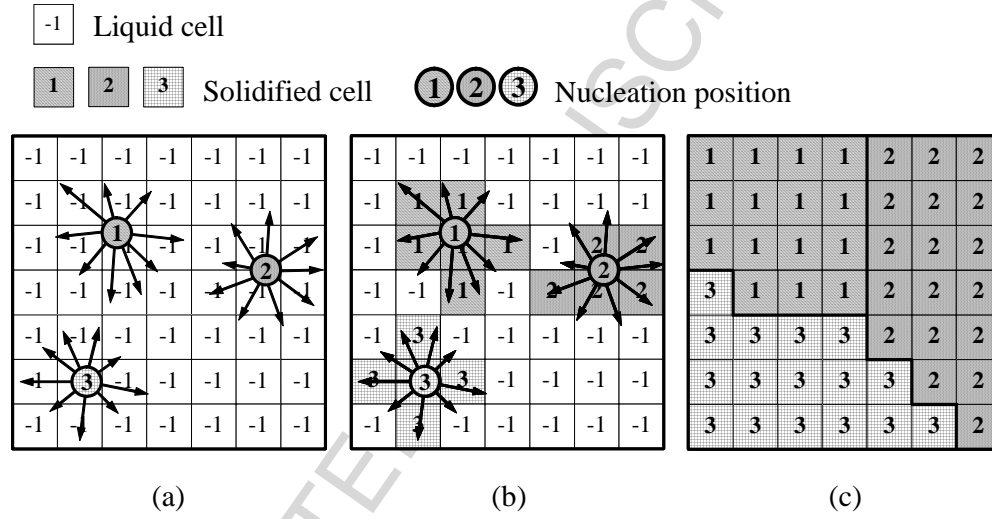 -1 Liquid cell
1 2 3 Solidified cell 1 2 3 Nucleation position
-1 -1 -1 -1 -1 -1 -1
-1 -1 -1 -1 -1 -1
-1 1 -1 -1 -1 -1
2
-1 -1 -1 -1 -1 -1
-1 -1 -1 -1 -1 -1 -1
3 -1 -1 -1 -1 -1
-1 -1 -1 -1 -1 -1 -1
(a)
-1 -1 -1 -1 -1 -1 -1
-1 1 1 -1 -1 -1 -1
-1 1 1 1 -1 2 2
2
-1 -1 1 -1 2 2 2
-1 3 -1 -1 -1 -1 -1
3 3 3 -1 -1 -1 -1
-1 3 -1 -1 -1 -1 -1
(b)
1 1 1 1 2 2 2
1 1 1 1 2 2 2
1 1 1 1 2 2 2
3 1 1 1 2 2 2
3 3 3 3 2 2 2
3 3 3 3 3 2 2
3 3 3 3 3 3 2
(c)